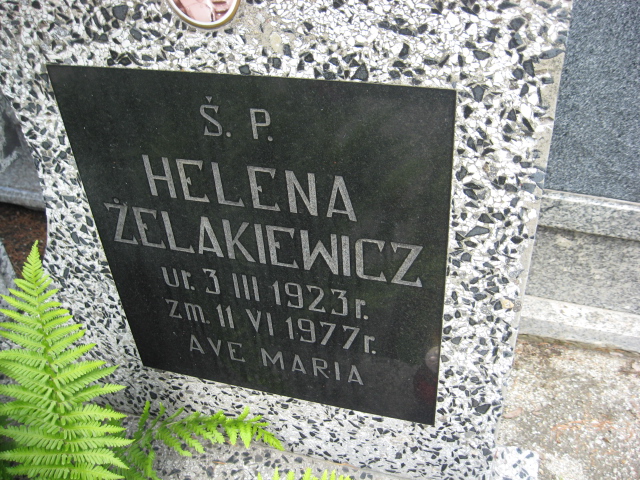 Ś. P.
HELENA
ŻELAKIEWICZ
ur. 3 III 1923 r.
zm. 11 VI 1977 r.
AVE MARIA